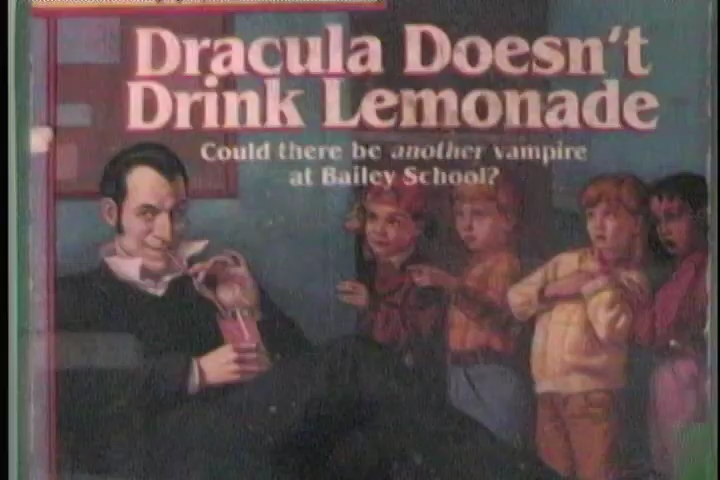 Dracula Doesn't
Drink Lemonade
Could there be another vampire
at Bailey School?